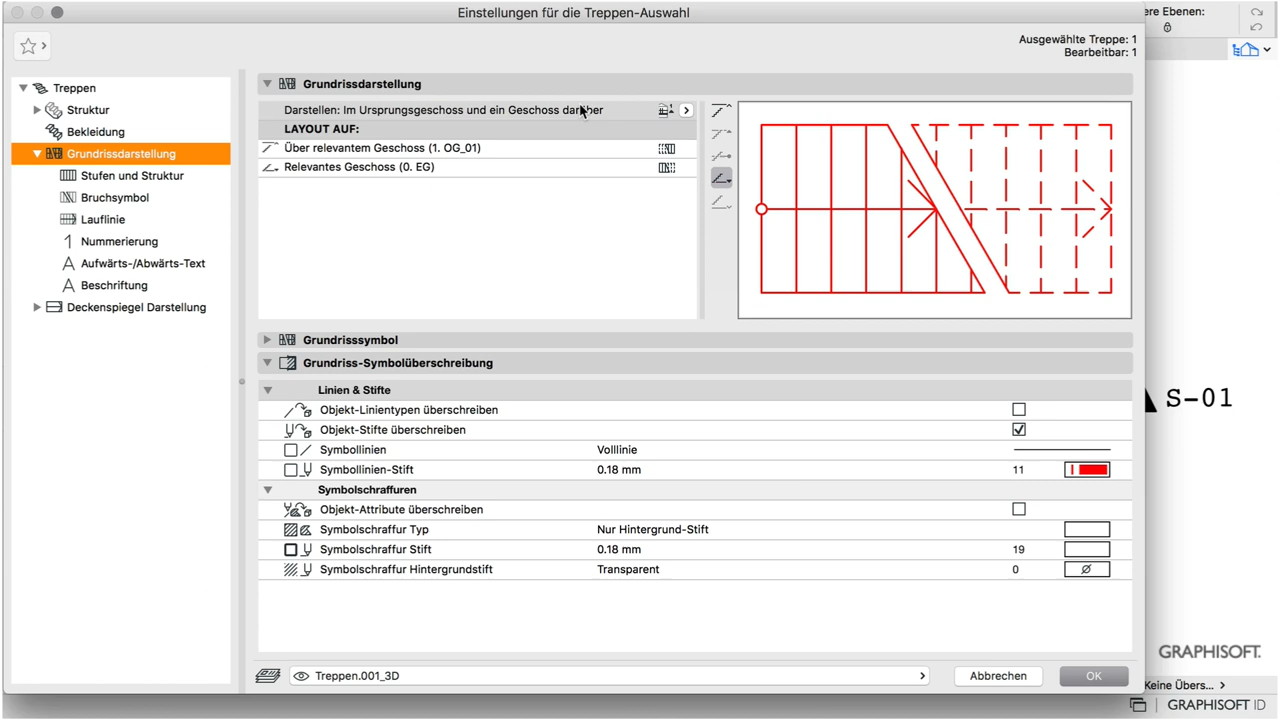 Einstellungen für die Treppen-Auswahl
ere Ebenen:
Ausgewählte Treppe: 1
Bearbeitbar: 1
Treppen
Struktur
Bekleidung
Grundrissdarstellung
Stufen und Struktur
Bruchsymbol
Lauflinie
Nummerierung
Aufwärts-/Abwärts-Text
Beschriftung
Deckenspiegel Darstellung
Grundrissdarstellung
Darstellen: Im Ursprungsgeschoss und ein Geschoss darüber
LAYOUT AUF:
Über relevantem Geschoss (1. OG_01)
Relevantes Geschoss (0. EG)
Grundrisssymbol
Grundriss-Symbolüberschreibung
Linien & Stifte
Objekt-Linientypen überschreiben
Objekt-Stifte überschreiben
Symbollinien Volllinie
Symbollinien-Stift 0.18 mm 11
Symbolschraffuren
Objekt-Attribute überschreiben
Symbolschraffur Typ Nur Hintergrund-Stift
Symbolschraffur Stift 0.18 mm 19
Symbolschraffur Hintergrundstift Transparent 0
Treppen.001_3D
Abbrechen
OK
S-01
GRAPHISOFT.
Keine Übers...
GRAPHISOFT ID